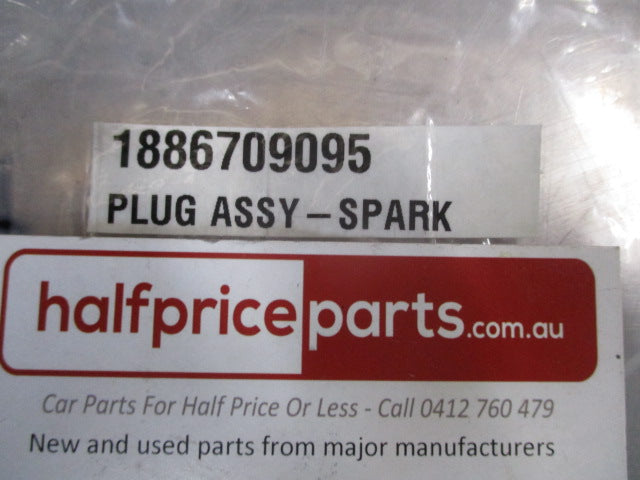 1886709095
PLUG ASSY – SPARK
halfpriceparts.com.au
Car Parts For Half Price Or Less - Call 0412 760 479
New and used parts from major manufacturers